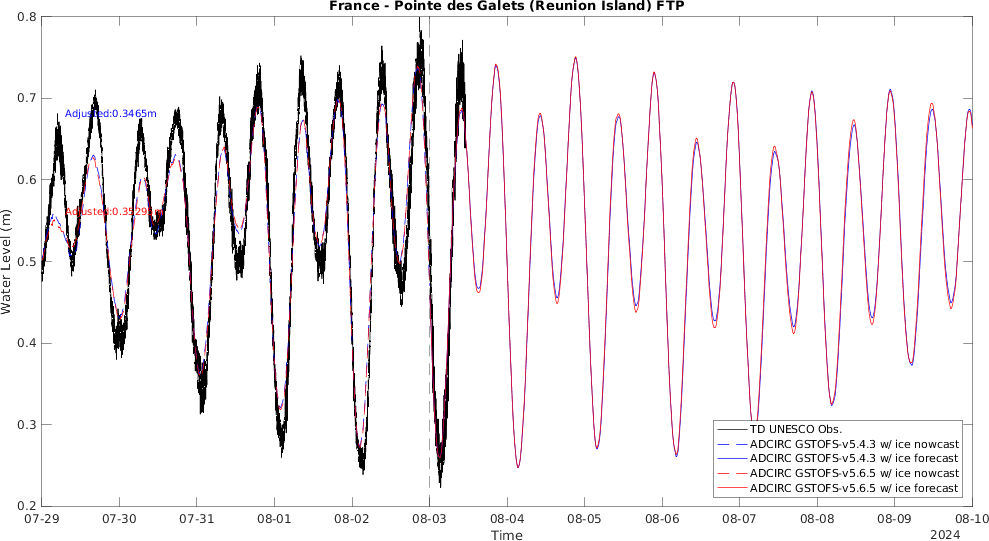 France - Pointe des Galets (Reunion Island) FTP
0.8
0.7
0.6
0.5
0.4
0.3
0.2
Water Level (m)
Adjusted:0.3465m
TD UNESCO Obs.
ADCIRC GSTOFS-v5.4.3 w/ ice nowcast
ADCIRC GSTOFS-v5.4.3 w/ ice forecast
ADCIRC GSTOFS-v5.6.5 w/ ice nowcast
ADCIRC GSTOFS-v5.6.5 w/ ice forecast
07-29 07-30 07-31 08-01 08-02 08-03 08-04 08-05 08-06 08-07 08-08 08-09 08-10
Time
2024